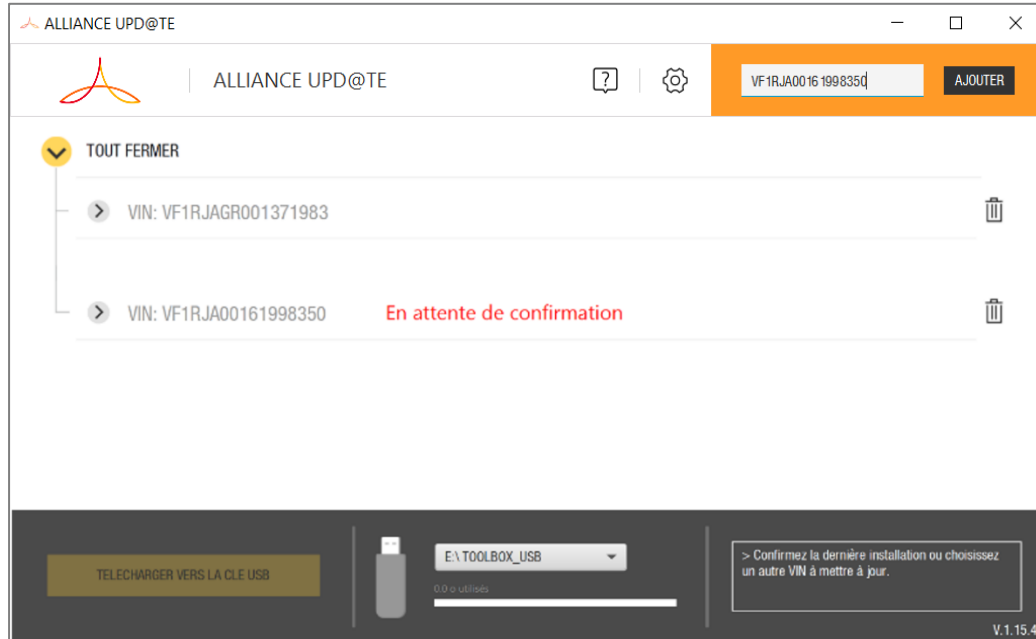 ALLIANCE UPD@TE
ALLIANCE UPD@TE
?
VF1RJA00161998350
AJOUTER
TOUT FERMER
VIN: VF1RJAGR001371983
VIN: VF1RJA00161998350 En attente de confirmation
TELECHARGER VERS LA CLE USB
E:\ TOOLBOX_USB
0.0 o utilisés
> Confirmez la dernière installation ou choisissez
un autre VIN à mettre à jour.
V.1.15.4